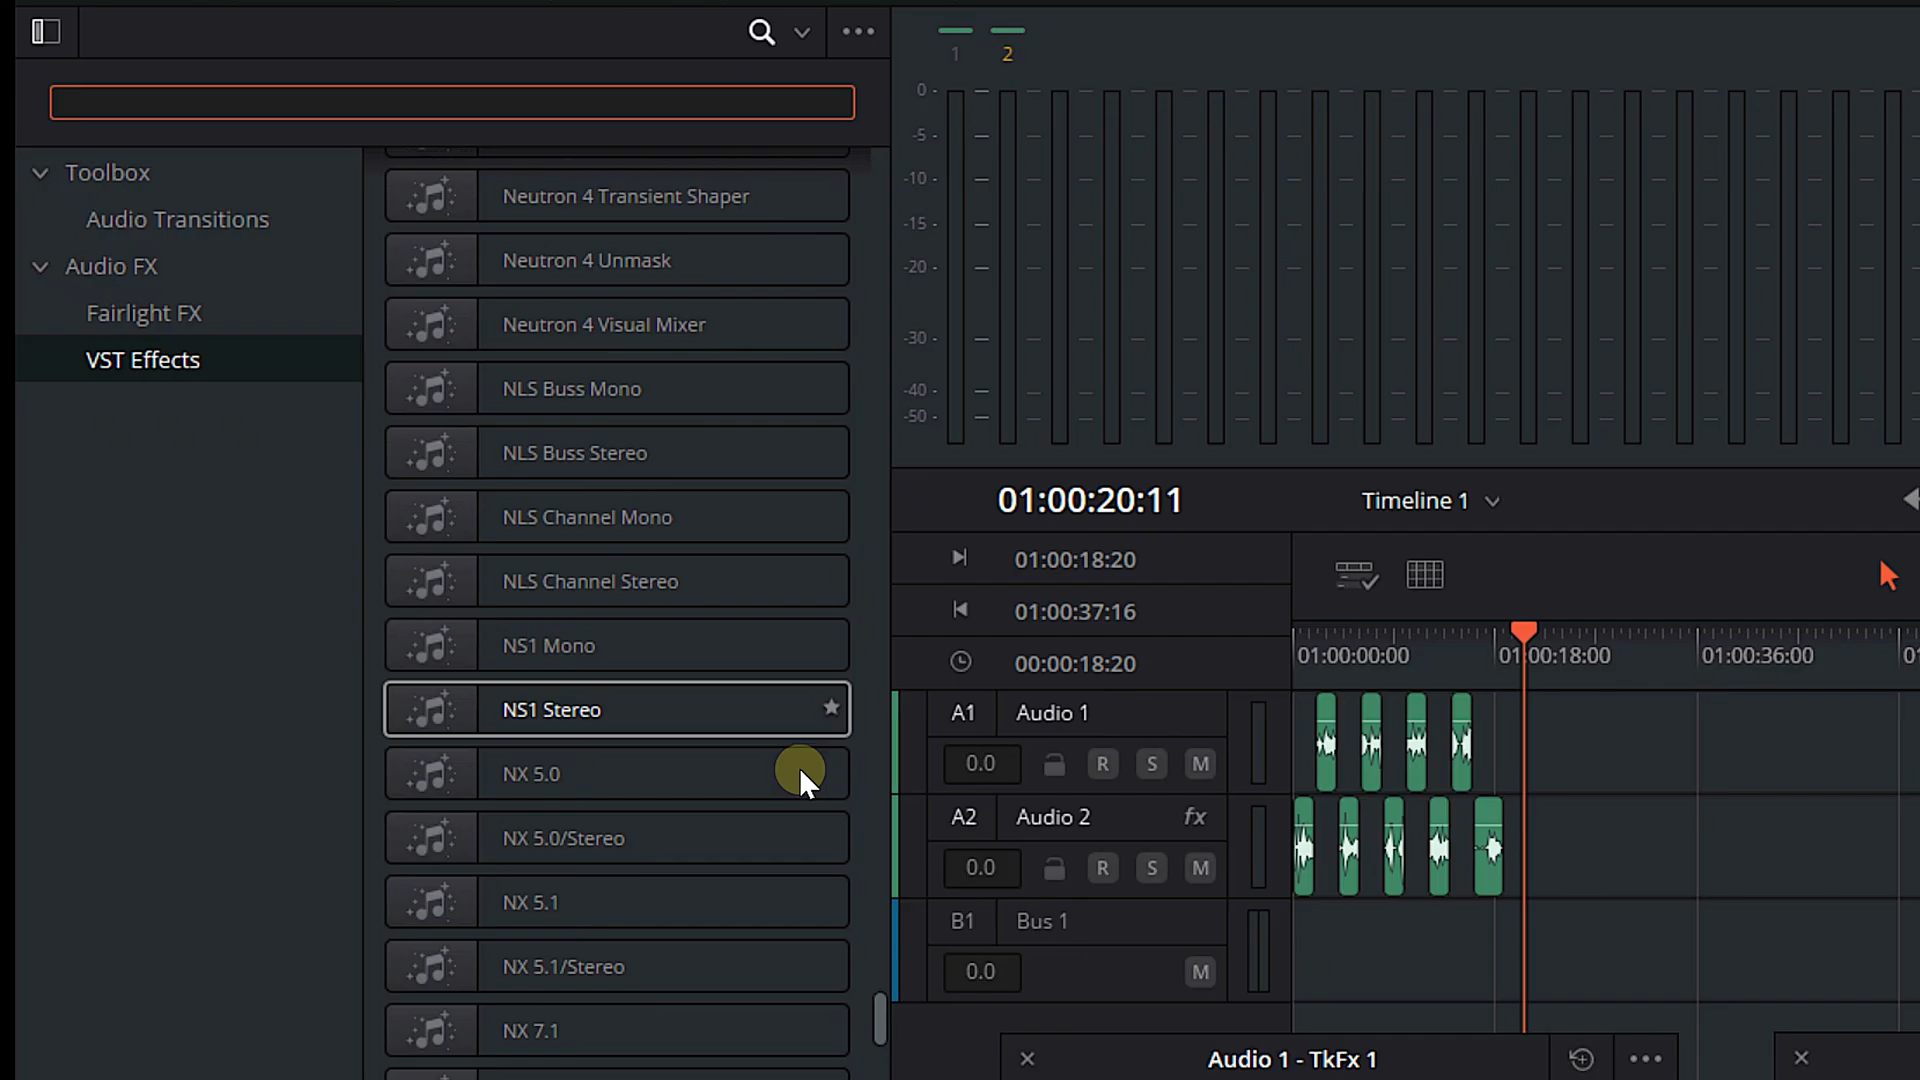 1 2
0
-5
-10
-15
-20
-30
-40
-50
Toolbox
Audio Transitions
Audio FX
Fairlight FX
VST Effects
Neutron 4 Transient Shaper
Neutron 4 Unmask
Neutron 4 Visual Mixer
NLS Buss Mono
NLS Buss Stereo
NLS Channel Mono
NLS Channel Stereo
NS1 Mono
NS1 Stereo
NX 5.0
NX 5.0/Stereo
NX 5.1
NX 5.1/Stereo
NX 7.1
01:00:20:11 Timeline 1
01:00:18:20
01:00:37:16
00:00:18:20
01:00:00:00 01:00:18:00 01:00:36:00
A1 Audio 1
0.0 R S M
A2 Audio 2 fx
0.0 R S M
B1 Bus 1
0.0 M
Audio 1 - TkFx 1